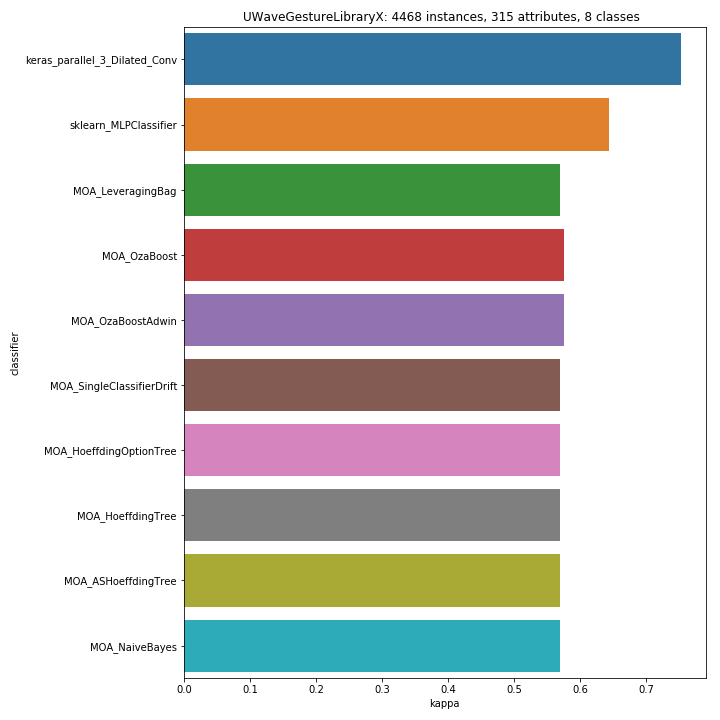 UWaveGestureLibraryX: 4468 instances, 315 attributes, 8 classes
classifier
keras_parallel_3_Dilated_Conv
sklearn_MLPClassifier
MOA_LeveragingBag
MOA_OzaBoost
MOA_OzaBoostAdwin
MOA_SingleClassifierDrift
MOA_HoeffdingOptionTree
MOA_HoeffdingTree
MOA_ASHoeffdingTree
MOA_NaiveBayes
0.0 0.1 0.2 0.3 0.4 0.5 0.6 0.7
kappa